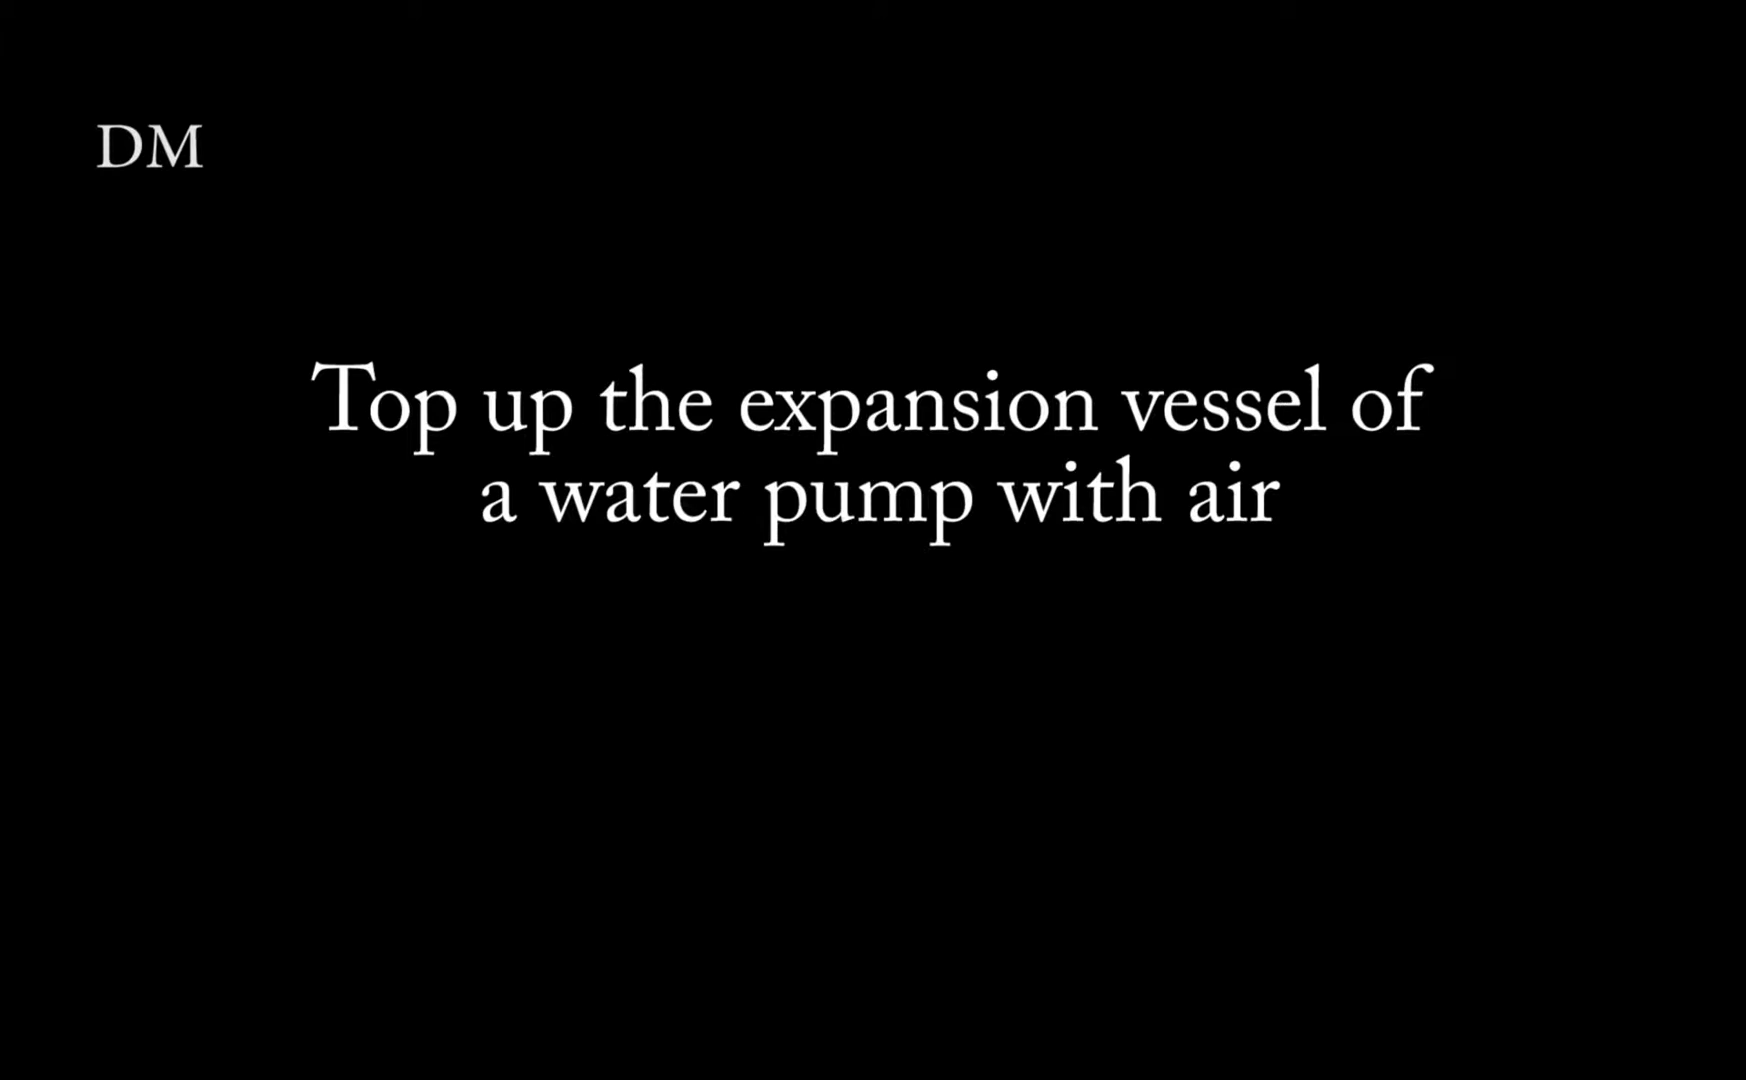 DM
Top up the expansion vessel of
a water pump with air